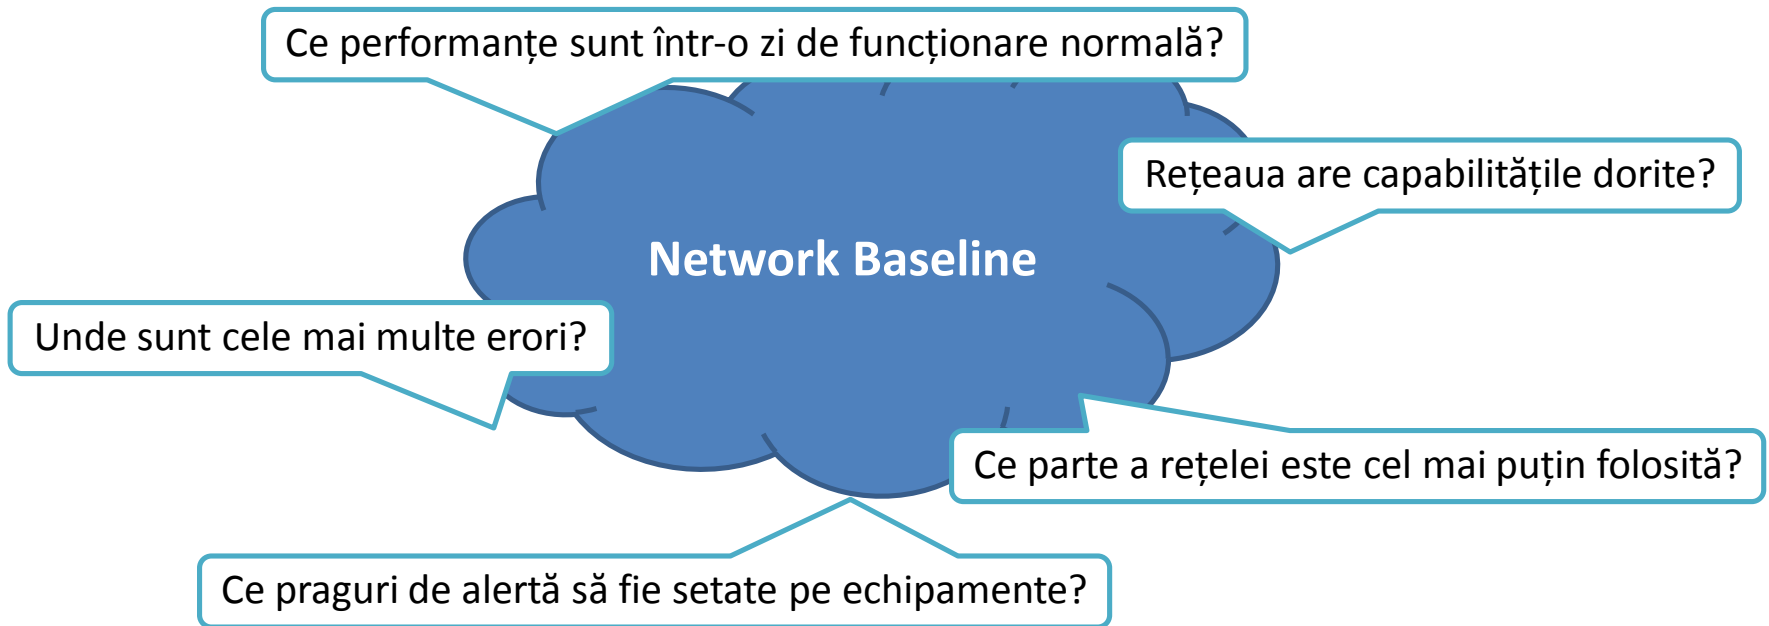 Ce performanțe sunt într-o zi de funcționare normală?
Rețeaua are capabilitățile dorite?
Network Baseline
Unde sunt cele mai multe erori?
Ce parte a rețelei este cel mai puțin folosită?
Ce praguri de alertă să fie setate pe echipamente?